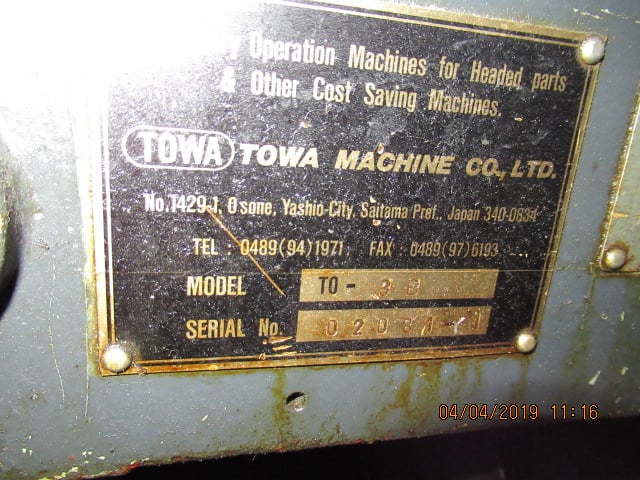 Operation Machines for Headed parts
& Other Cost Saving Machines.
TOWA TOWA MACHINE CO., LTD.
No. 1429-1, Osone, Yashio-City, Saitama Pref., Japan 340-0834
TEL : 0489(94)1971 FAX : 0489(97)6193
MODEL TO -
SERIAL No.
04/04/2019 11:16